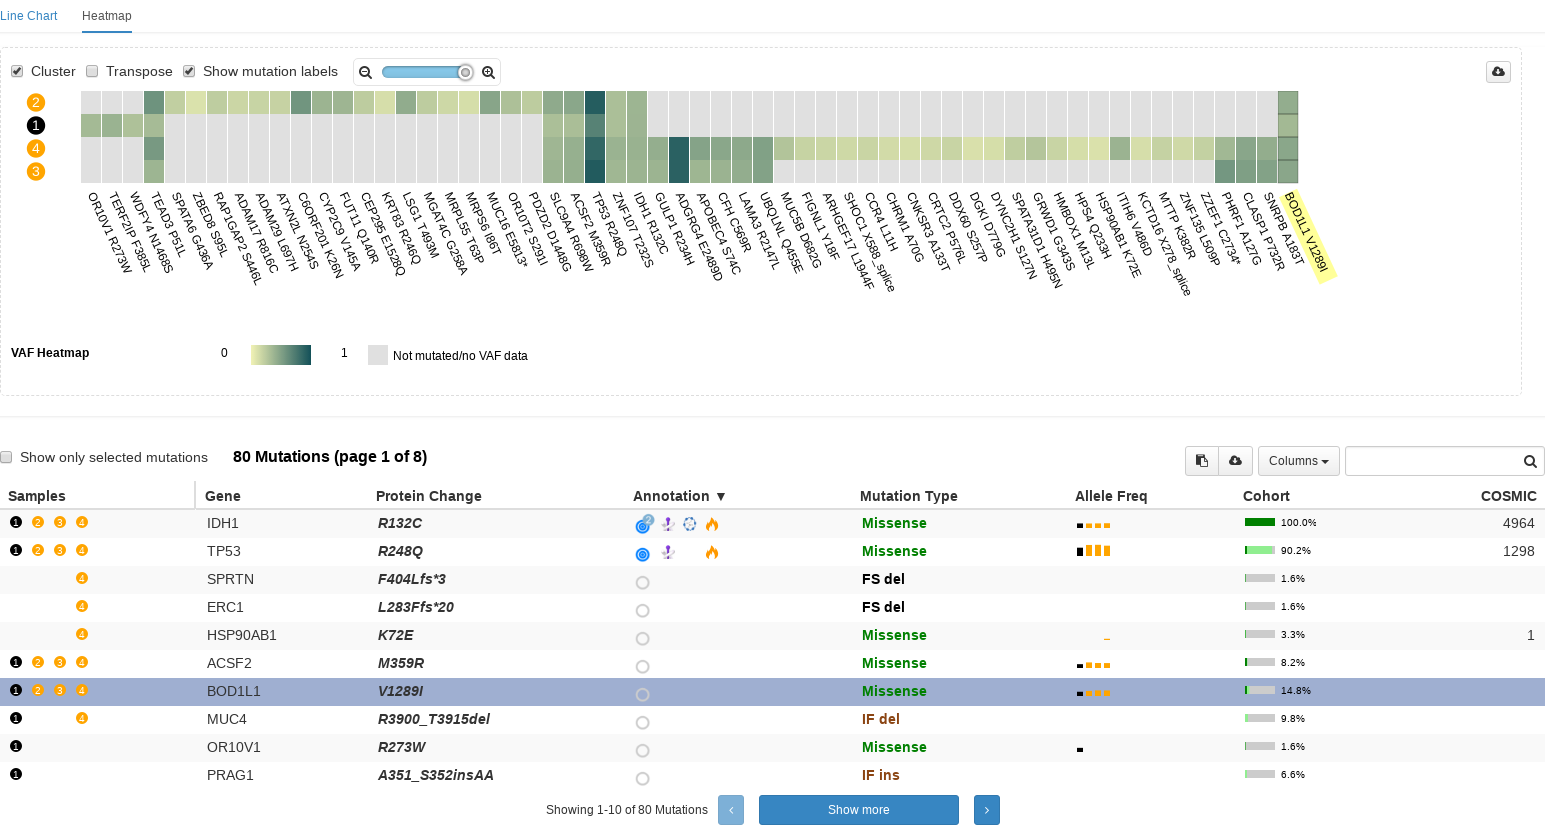 Line Chart Heatmap
Cluster Transpose Show mutation labels
2
1
4
3
OR10V1 R273W
TERF2IP F385L
WDFY4 N1468S
TEAD3 P51L
SPATA6 G436A
ZBED8 S95L
RAP1GAP2 S446L
ADAM17 R816C
ADAM29 L697H
ATXN2L N254S
C6ORF201 K26N
CYP2C9 V145A
FUT11 Q140R
CEP295 E1528Q
KRT83 R246Q
LSG1 T493M
MGAT4C G258A
MRPL55 T63P
MRPS6 I86T
MUC16 E5813*
OR10T2 S291I
PDZD2 D148G
SLC9A4 R698W
ACSF2 M359R
TP53 R248Q
ZNF107 T232S
IDH1 R132C
GULP1 R234H
ADGRG4 E2489D
APOBEC4 S74C
CFH C569R
LAMA3 R2147L
UBQLNL Q455E
MUC5B D682G
FIGNL1 Y18F
ARHGEF17 L1944F
SHOC1 X588_splice
CCR4 L11H
CHRM1 A70G
CNKSR3 A133T
CRTC2 P576L
DDX60 S257P
DGKI D779G
DYNC2H1 S127N
SPATA31D1 H495N
GRWD1 G343S
HMBOX1 M13L
HPS4 Q233H
HSP90AB1 K72E
ITIH6 V486D
KCTD16 X278_splice
MTTP K382R
ZNF135 L509P
ZZEF1 C2734*
PHRF1 A127G
CLASP1 P732R
SNRPB A183T
BOD1L1 V1289I
VAF Heatmap 0 1 Not mutated/no VAF data
Show only selected mutations 80 Mutations (page 1 of 8) Columns
Samples Gene Protein Change Annotation ▼ Mutation Type Allele Freq Cohort COSMIC
1 2 3 4 IDH1 R132C 2 Missense 100.0% 4964
1 2 3 4 TP53 R248Q Missense 90.2% 1298
4 SPRTN F404Lfs*3 FS del 1.6%
4 ERC1 L283Ffs*20 FS del 1.6%
4 HSP90AB1 K72E Missense 3.3% 1
1 2 3 4 ACSF2 M359R Missense 8.2%
1 2 3 4 BOD1L1 V1289I Missense 14.8%
1 4 MUC4 R3900_T3915del IF del 9.8%
1 OR10V1 R273W Missense 1.6%
1 PRAG1 A351_S352insAA IF ins 6.6%
Showing 1-10 of 80 Mutations ‹ Show more ›